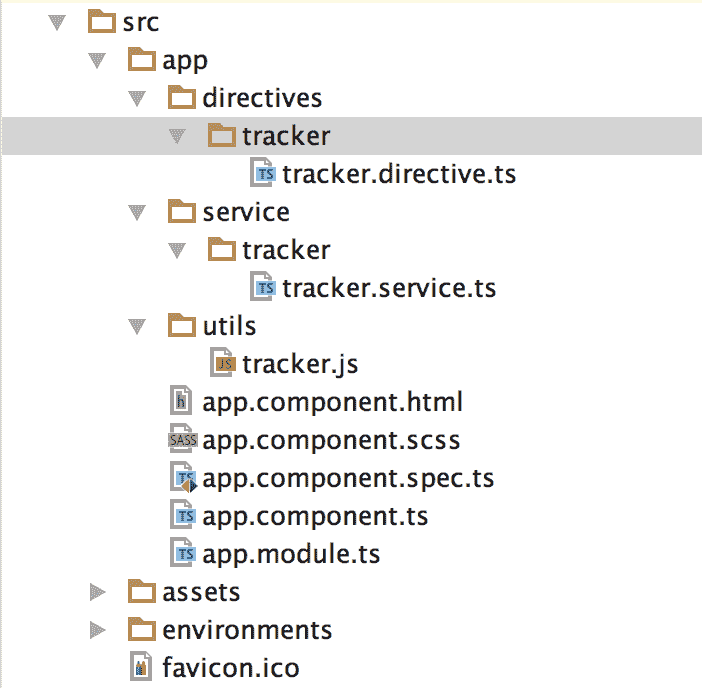 src
app
directives
tracker
TS tracker.directive.ts
service
tracker
TS tracker.service.ts
utils
JS tracker.js
h app.component.html
SASS app.component.scss
TS app.component.spec.ts
TS app.component.ts
TS app.module.ts
assets
environments
favicon.ico